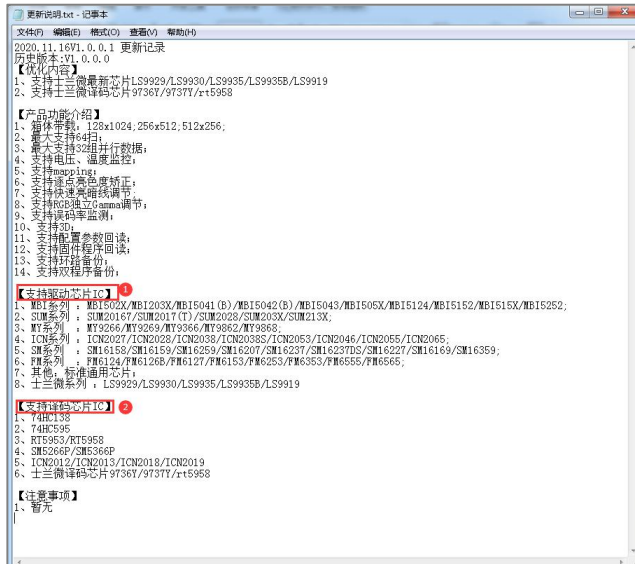 更新说明.txt - 记事本
文件(F) 编辑(E) 格式(O) 查看(V) 帮助(H)
2020.11.16V1.0.0.1 更新记录
历史版本:V1.0.0.0
【优化内容】
1、支持士兰微最新芯片LS9929/LS9930/LS9935/LS9935B/LS9919
2、支持士兰微译码芯片9736Y/9737Y/rt5958
【产品功能介绍】
1、箱体带载：128x1024;256x512;512x256;
2、最大支持64扫;
3、最大支持32组并行数据;
4、支持电压、温度监控;
5、支持mapping;
6、支持逐点亮色度矫正;
7、支持快速亮暗线调节;
8、支持RGB独立Gamma调节;
9、支持误码率监测;
10、支持3D;
11、支持配置参数回读;
12、支持固件程序回读;
13、支持环路备份;
14、支持双程序备份;
【支持驱动芯片IC】 1
1、MBI系列 : MBI502X/MBI203X/MBI5041(B)/MBI5042(B)/MBI5043/MBI505X/MBI5124/MBI5152/MBI515X/MBI5252;
2、SUM系列 : SUM20167/SUM2017(T)/SUM2028/SUM203X/SUM213X;
3、MY系列 : MY9266/MY9269/MY9366/MY9862/MY9868;
4、ICN系列 : ICN2027/ICN2028/ICN2038/ICN2038S/ICN2053/ICN2046/ICN2055/ICN2065;
5、SM系列 : SM16158/SM16159/SM16259/SM16207/SM16237/SM16237DS/SM16227/SM16169/SM16359;
6、FM系列 : FM6124/FM6126B/FM6127/FM6153/FM6253/FM6353/FM6555/FM6565;
7、其他，标准通用芯片;
8、士兰微系列 : LS9929/LS9930/LS9935/LS9935B/LS9919
【支持译码芯片IC】 2
1、74HC138
2、74HC595
3、RT5953/RT5958
4、SM5266P/SM5366P
5、ICN2012/ICN2013/ICN2018/ICN2019
6、士兰微译码芯片9736Y/9737Y/rt5958
【注意事项】
1、暂无